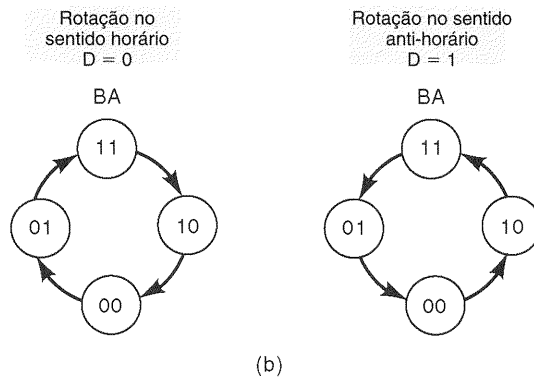 Rotação no
sentido horário
D = 0
BA
11
01
10
00
Rotação no sentido
anti-horário
D = 1
BA
11
01
10
00
(b)